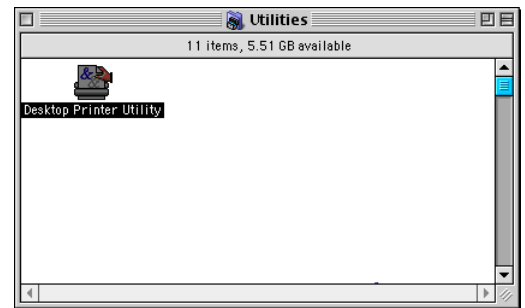 Utilities
11 items, 5.51 GB available
Desktop Printer Utility